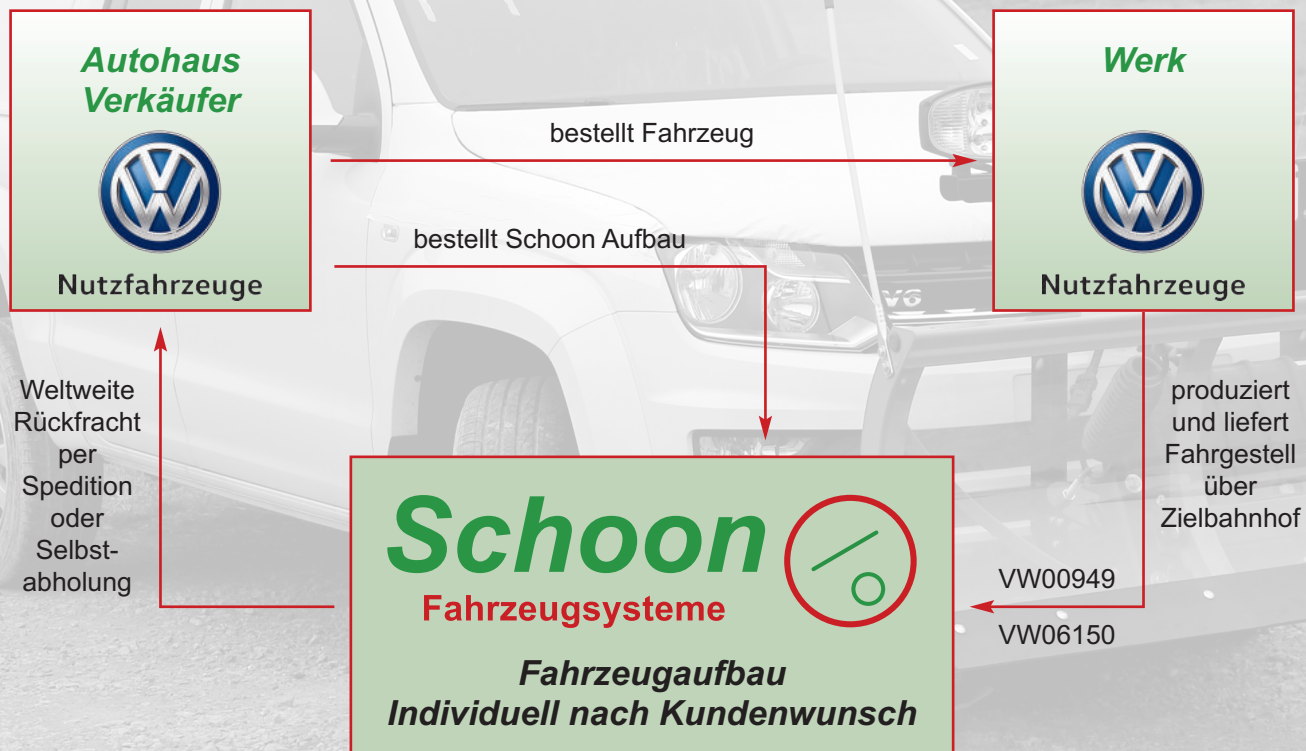 Autohaus
Verkäufer
Nutzfahrzeuge
bestellt Fahrzeug
Werk
Nutzfahrzeuge
bestellt Schoon Aufbau
V6
Weltweite
Rückfracht
per
Spedition
oder
Selbst-
abholung
produziert
und liefert
Fahrgestell
über
Zielbahnhof
VW00949
VW06150
Schoon
Fahrzeugsysteme
Fahrzeugaufbau
Individuell nach Kundenwunsch